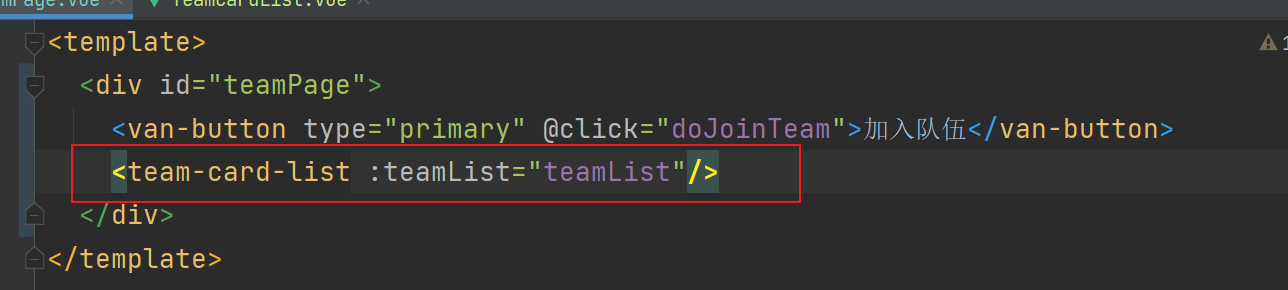 mPage.vue × TeamCardList.vue ×
<template>
1
<div id="teamPage">
<van-button type="primary" @click="doJoinTeam">加入队伍</van-button>
<team-card-list :teamList="teamList"/>
</div>
</template>